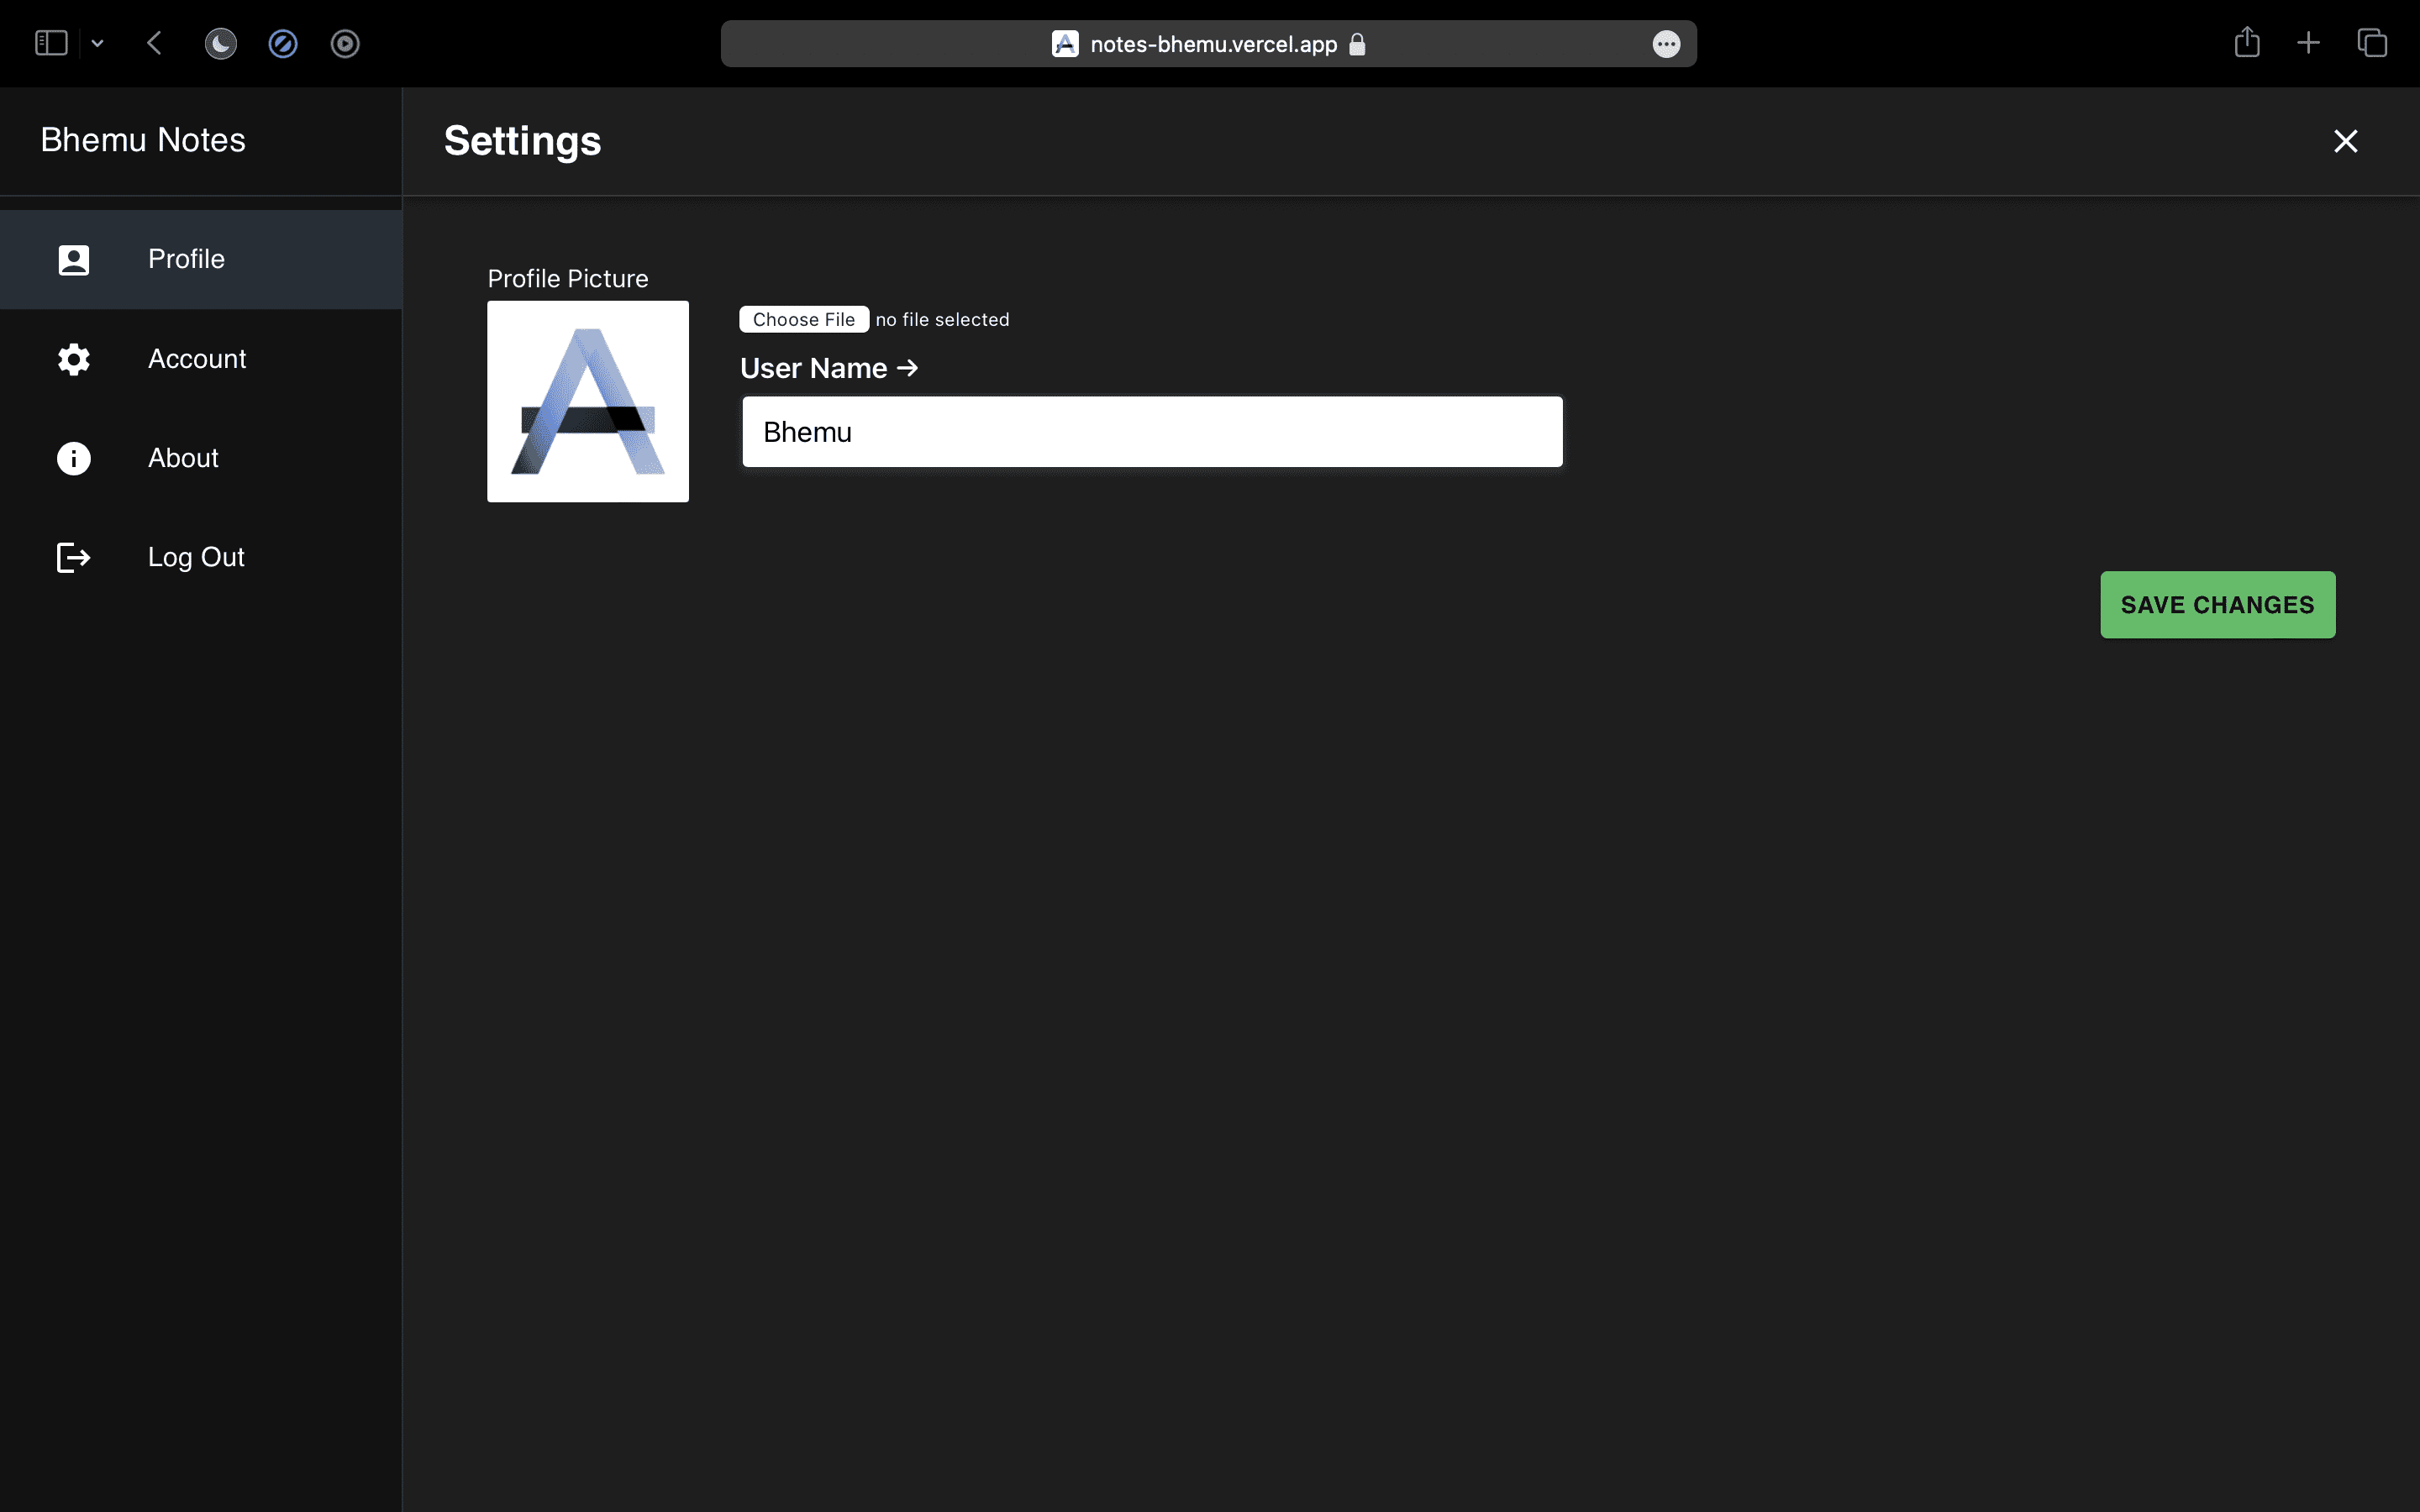 notes-bhemu.vercel.app
Bhemu Notes
Settings
Profile
Account
About
Log Out
Profile Picture
Choose File no file selected
User Name →
Bhemu
SAVE CHANGES